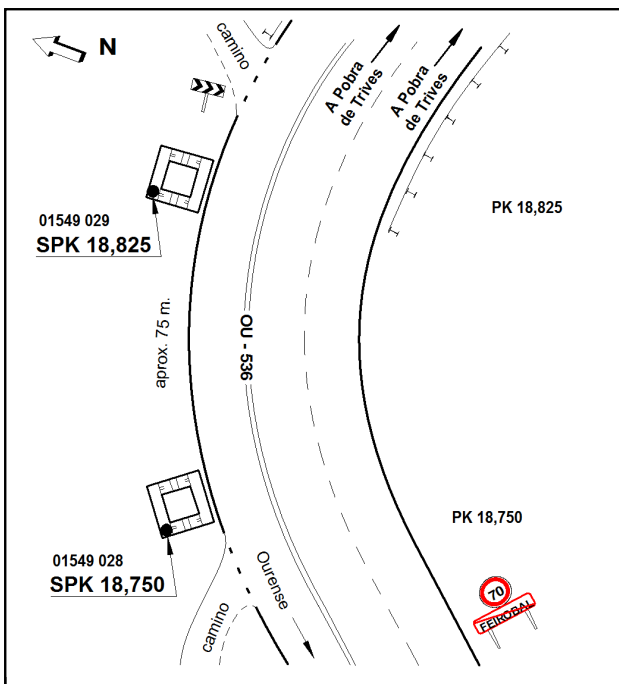 camino
N
A Pobra
de Trives
A Pobra
de Trives
01549 029
SPK 18,825
PK 18,825
aprox. 75 m.
OU - 536
01549 028
SPK 18,750
PK 18,750
Ourense
camino
70
FEIROBAL